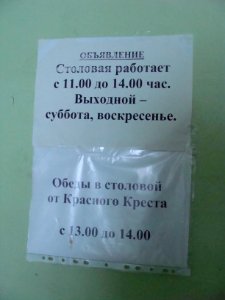 ОБЪЯВЛЕНИЕ
Столовая работает
с 11.00 до 14.00 час.
Выходной –
суббота, воскресенье.
Обеды в столовой
от Красного Креста
с 13.00 до 14.00